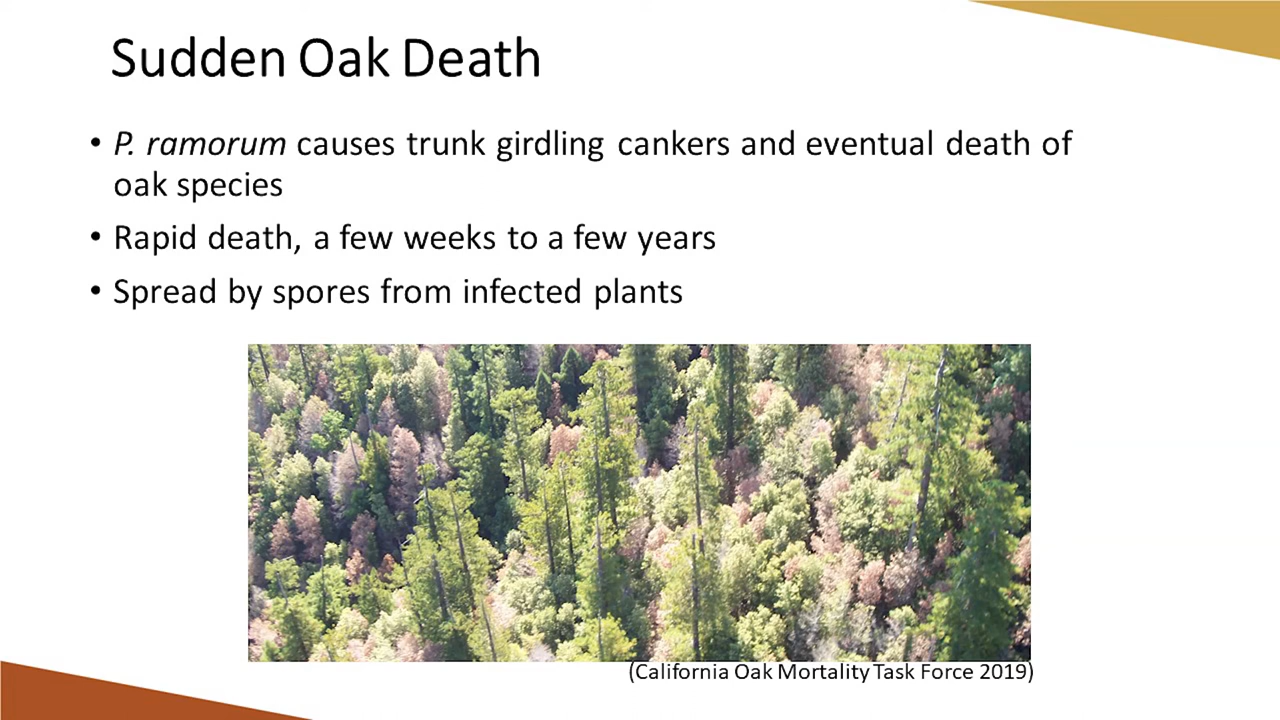 Sudden Oak Death
• P. ramorum causes trunk girdling cankers and eventual death of
oak species
• Rapid death, a few weeks to a few years
• Spread by spores from infected plants
(California Oak Mortality Task Force 2019)